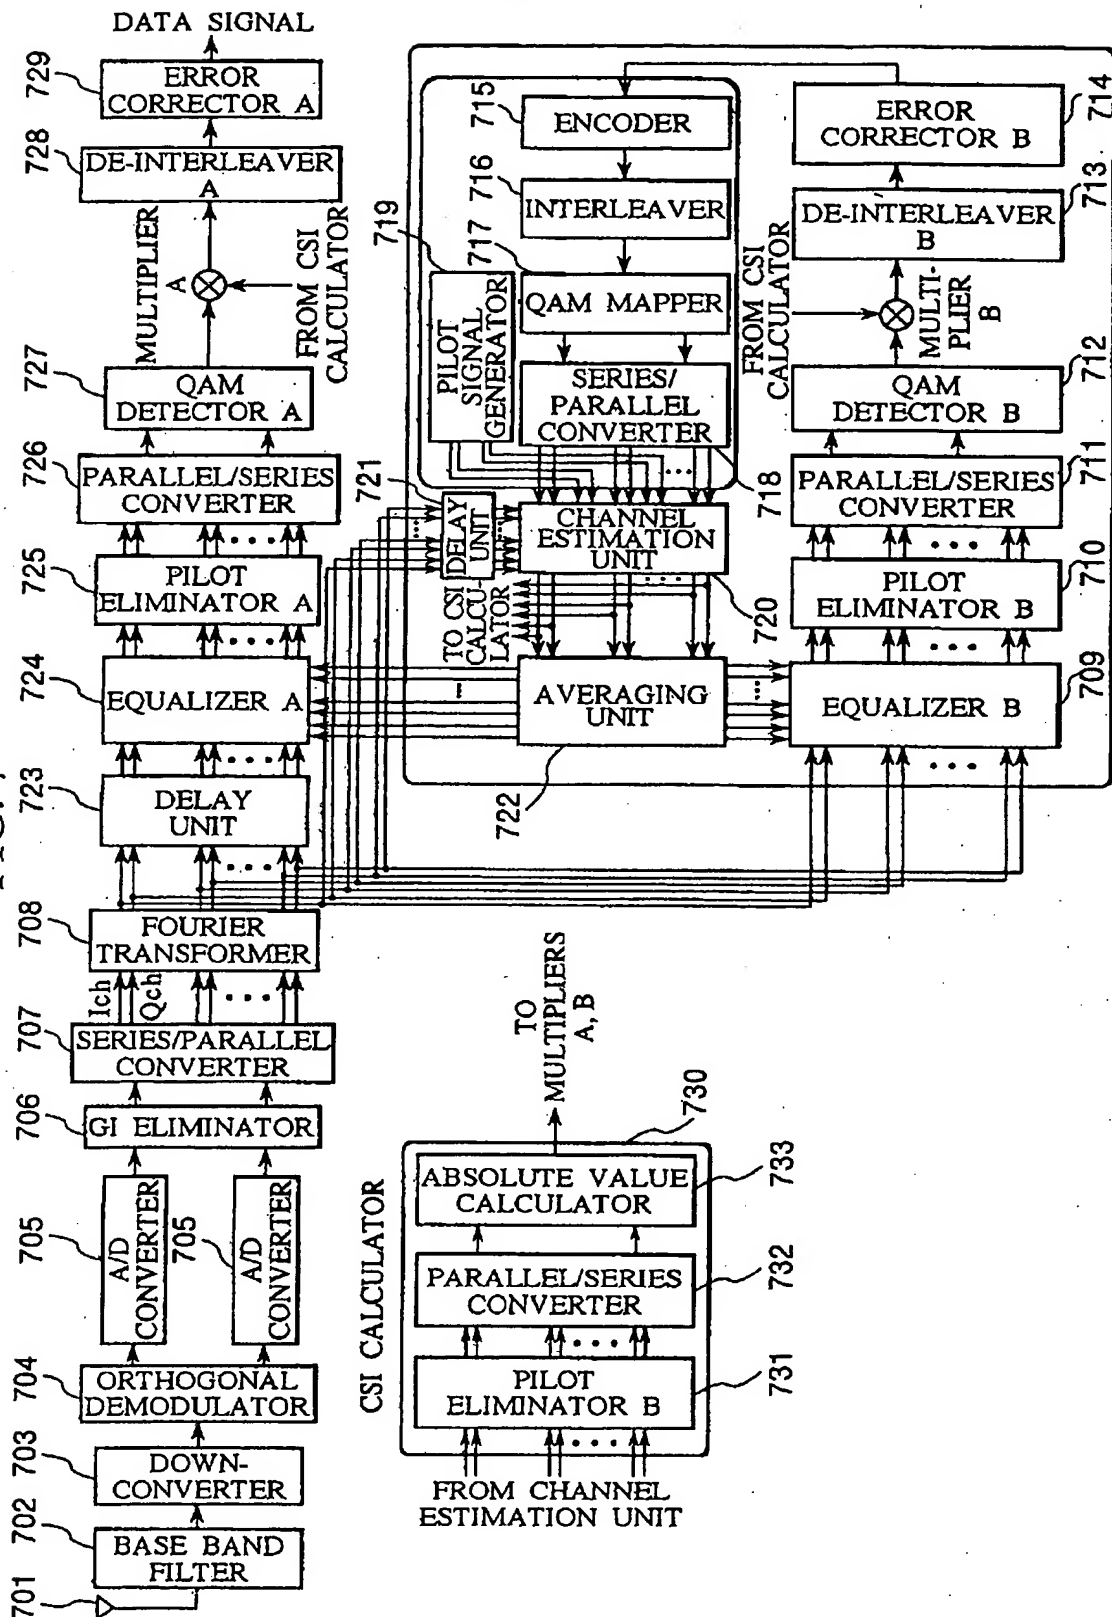 701
702
703
704
705
705
706
707
708
723
724
725
726
727
728
729
BASE BAND
FILTER
DOWN-
CONVERTER
ORTHOGONAL
DEMODULATOR
A/D
CONVERTER
A/D
CONVERTER
GI ELIMINATOR
SERIES/PARALLEL
CONVERTER
Ich
Qch
FOURIER
TRANSFORMER
DELAY
UNIT
EQUALIZER A
PILOT
ELIMINATOR A
PARALLEL/SERIES
CONVERTER
QAM
DETECTOR A
MULTIPLIER
A
FROM CSI
CALCULATOR
DE-INTERLEAVER
A
ERROR
CORRECTOR A
DATA SIGNAL
719
PILOT
SIGNAL
GENERATOR
715
ENCODER
716
INTERLEAVER
717
QAM MAPPER
SERIES/
PARALLEL
CONVERTER
718
721
DELAY
UNIT
CHANNEL
ESTIMATION
UNIT
720
TO CSI
CALCU-
LATOR
AVERAGING
UNIT
722
EQUALIZER B
709
PILOT
ELIMINATOR B
710
PARALLEL/SERIES
CONVERTER
711
QAM
DETECTOR B
712
FROM CSI
CALCULATOR
MULTI-
PLIER
B
DE-INTERLEAVER
B
713
ERROR
CORRECTOR B
714
CSI CALCULATOR
730
FROM CHANNEL
ESTIMATION UNIT
PILOT
ELIMINATOR B
731
PARALLEL/SERIES
CONVERTER
732
ABSOLUTE VALUE
CALCULATOR
733
TO
MULTIPLIERS
A, B